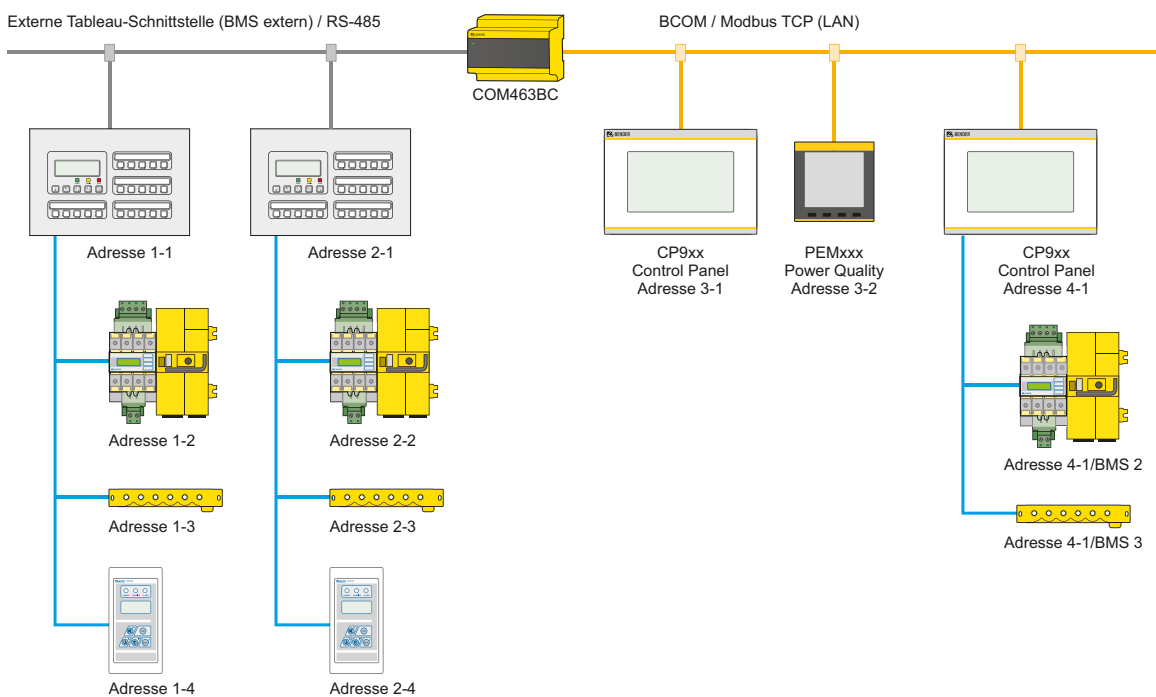 Externe Tableau-Schnittstelle (BMS extern) / RS-485
BCOM / Modbus TCP (LAN)
COM463BC
BENDER
BENDER
Adresse 1-1
Adresse 2-1
CP9xx
Control Panel
Adresse 3-1
PEMxxx
Power Quality
Adresse 3-2
CP9xx
Control Panel
Adresse 4-1
Adresse 1-2
Adresse 2-2
Adresse 4-1/BMS 2
Adresse 1-3
Adresse 2-3
Adresse 4-1/BMS 3
Adresse 1-4
Adresse 2-4